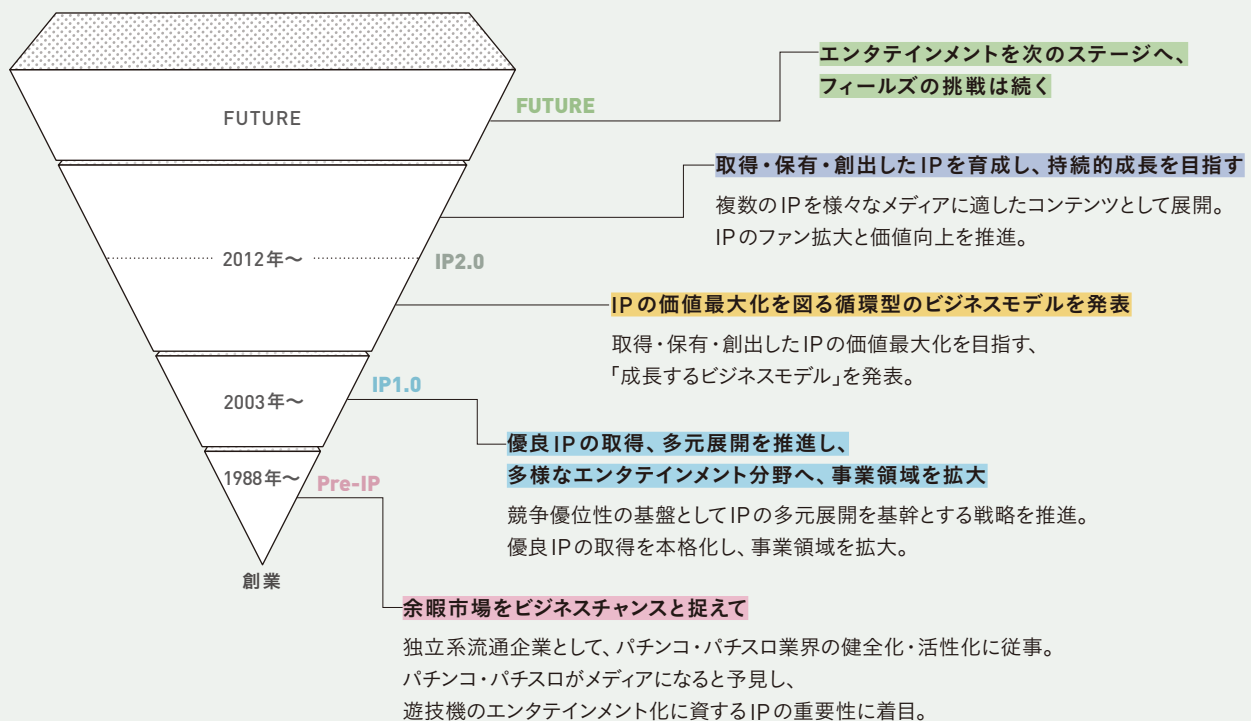 エンタテインメントを次のステージへ、
フィールズの挑戦は続く
FUTURE
FUTURE
取得・保有・創出したIPを育成し、持続的成長を目指す
複数のIPを様々なメディアに適したコンテンツとして展開。
IPのファン拡大と価値向上を推進。
2012年〜
IP2.0
IPの価値最大化を図る循環型のビジネスモデルを発表
取得・保有・創出したIPの価値最大化を目指す、
「成長するビジネスモデル」を発表。
IP1.0
2003年〜
優良IPの取得、多元展開を推進し、
多様なエンタテインメント分野へ、事業領域を拡大
競争優位性の基盤としてIPの多元展開を基幹とする戦略を推進。
優良IPの取得を本格化し、事業領域を拡大。
1988年〜
Pre-IP
創業
余暇市場をビジネスチャンスと捉えて
独立系流通企業として、パチンコ・パチスロ業界の健全化・活性化に従事。
パチンコ・パチスロがメディアになると予見し、
遊技機のエンタテインメント化に資するIPの重要性に着目。